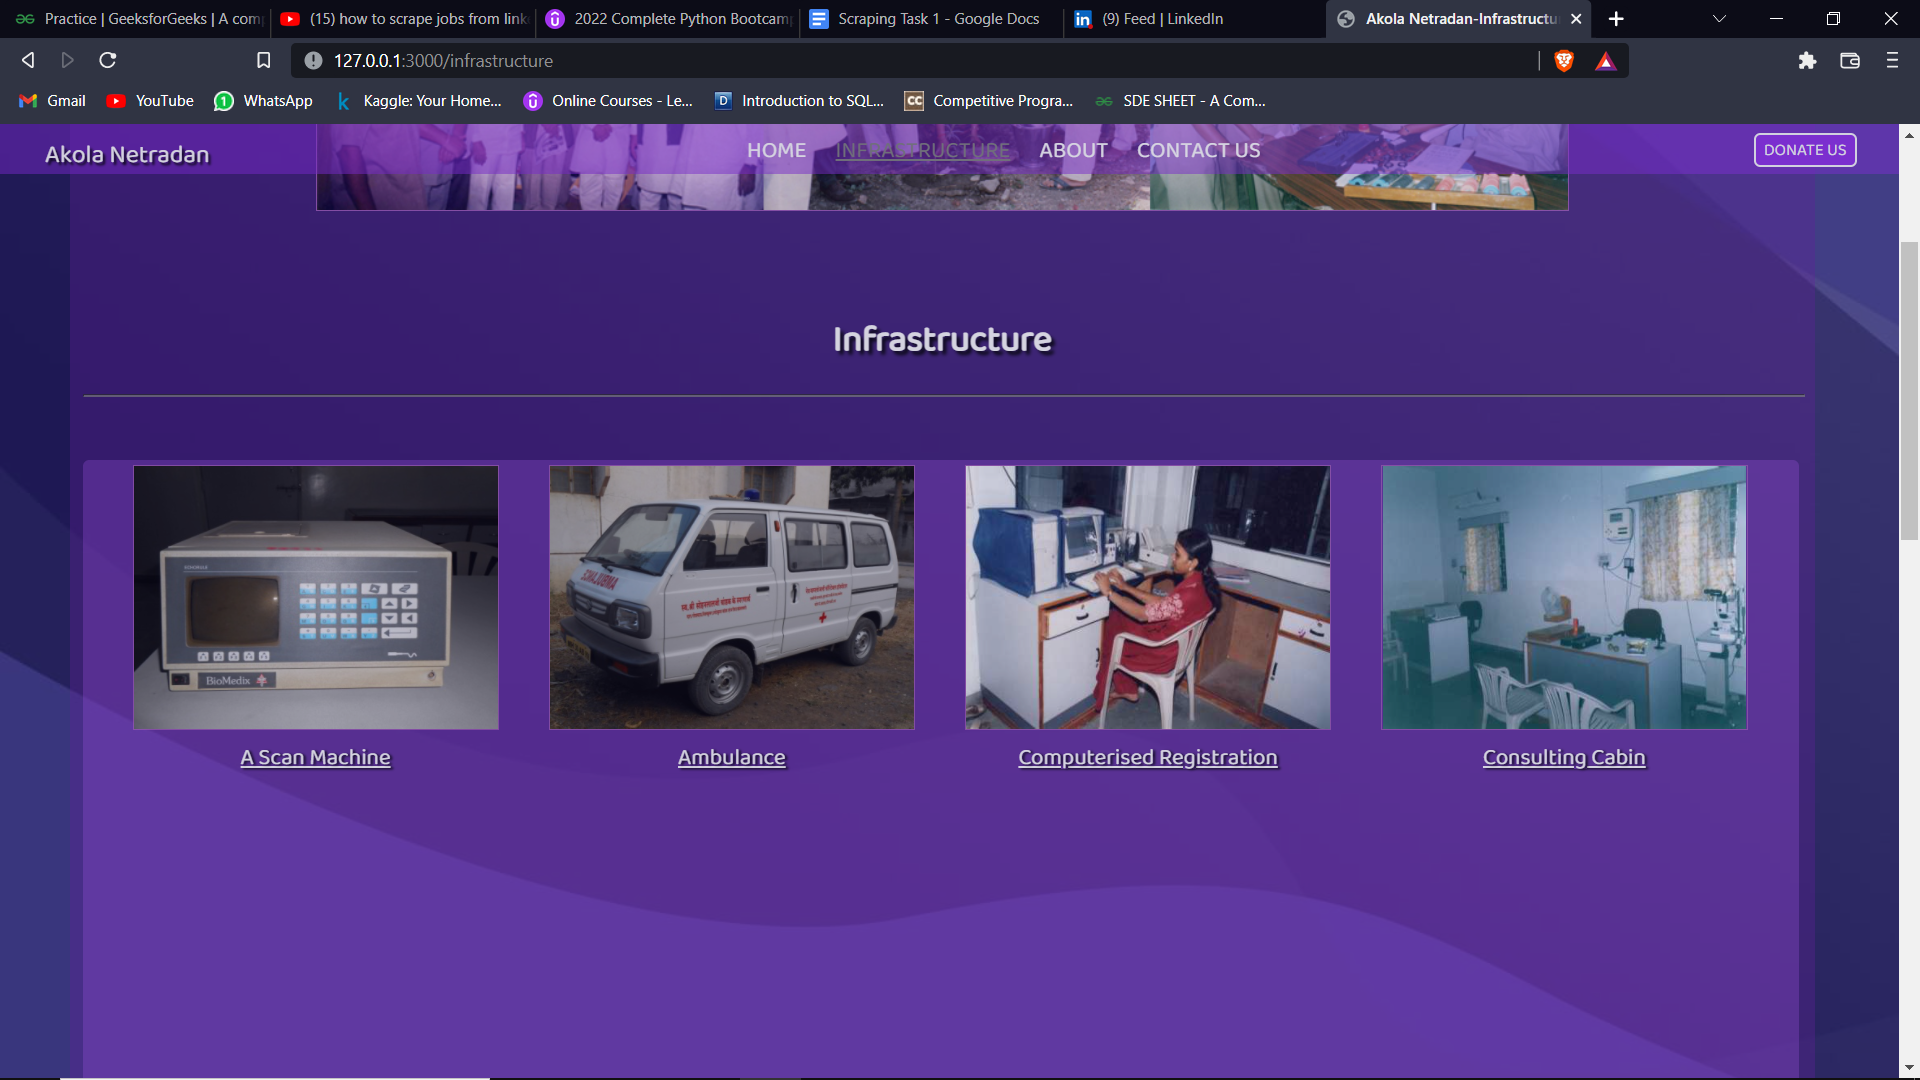 Practice | GeeksforGeeks | A comp
(15) how to scrape jobs from link
2022 Complete Python Bootcamp
Scraping Task 1 - Google Docs
(9) Feed | LinkedIn
Akola Netradan-Infrastructu
127.0.0.1:3000/infrastructure
Gmail
YouTube
WhatsApp
Kaggle: Your Home...
Online Courses - Le...
Introduction to SQL...
Competitive Progra...
SDE SHEET - A Com...
Akola Netradan
HOME
INFRASTRUCTURE
ABOUT
CONTACT US
DONATE US
Infrastructure
BioMedix
A Scan Machine
Ambulance
Computerised Registration
Consulting Cabin